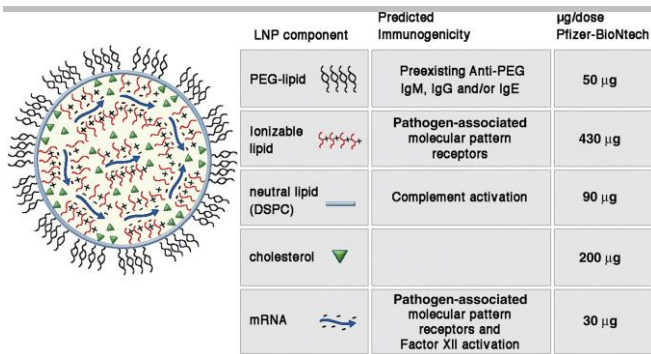 LNP component
Predicted
Immunogenicity
μg/dose
Pfizer-BioNtech
PEG-lipid
Preexisting Anti-PEG
IgM, IgG and/or IgE
50 μg
Ionizable
lipid
Pathogen-associated
molecular pattern
receptors
430 μg
neutral lipid
(DSPC)
Complement activation
90 μg
cholesterol
200 μg
mRNA
Pathogen-associated
molecular pattern
receptors and
Factor XII activation
30 μg